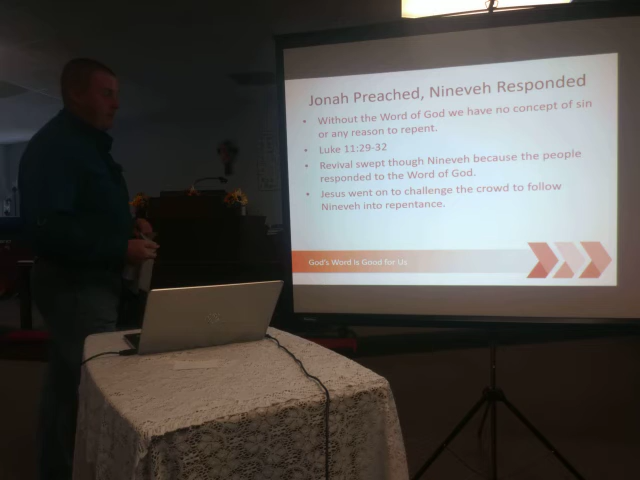 Jonah Preached, Nineveh Responded
• Without the Word of God we have no concept of sin
or any reason to repent.
• Luke 11:29-32
• Revival swept though Nineveh because the people
responded to the Word of God.
• Jesus went on to challenge the crowd to follow
Nineveh into repentance.
God's Word is Good for Us